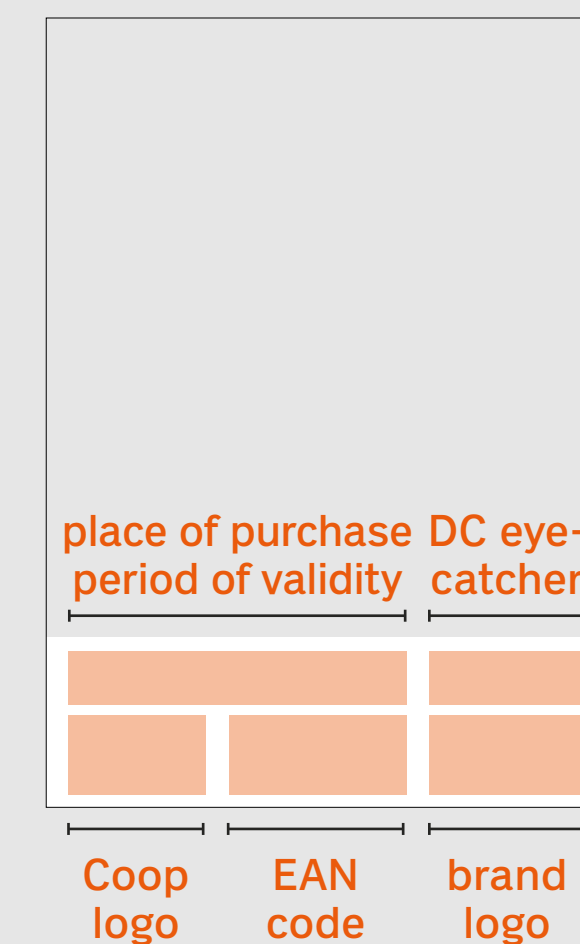 place of purchase DC eye-
period of validity catcher
Coop EAN brand
logo code logo